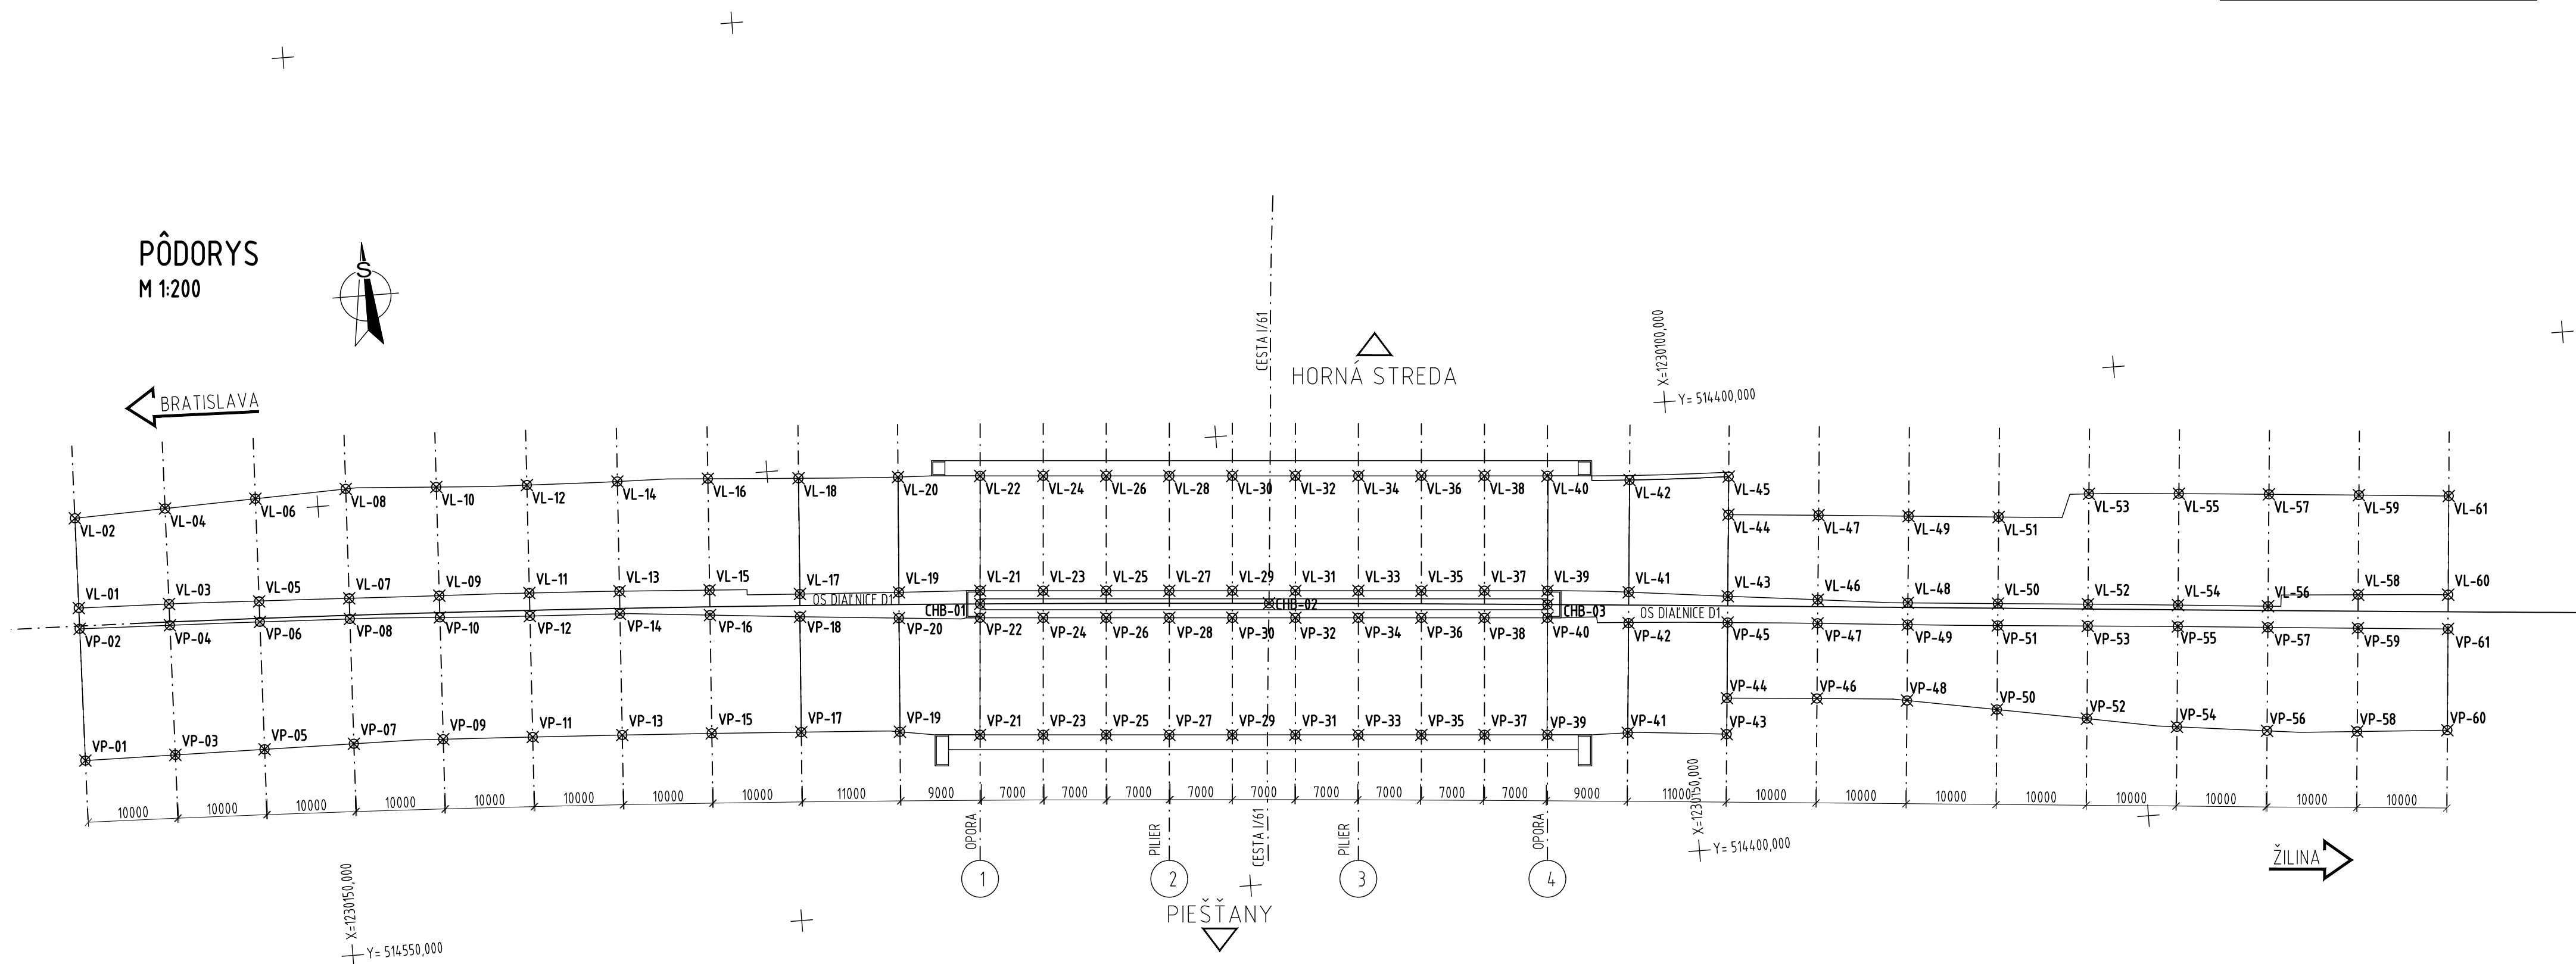 PÔDORYS
M 1:200
S
BRATISLAVA
CESTA I/61
HORNÁ STREDA
X=1230100,000
Y= 514400,000
VL-02
VL-04
VL-06
VL-08
VL-10
VL-12
VL-14
VL-16
VL-18
VL-20
VL-22
VL-24
VL-26
VL-28
VL-30
VL-32
VL-34
VL-36
VL-38
VL-40
VL-42
VL-45
VL-44
VL-47
VL-49
VL-51
VL-53
VL-55
VL-57
VL-59
VL-61
VL-01
VL-03
VL-05
VL-07
VL-09
VL-11
VL-13
VL-15
VL-17
VL-19
VL-21
VL-23
VL-25
VL-27
VL-29
VL-31
VL-33
VL-35
VL-37
VL-39
VL-41
VL-43
VL-46
VL-48
VL-50
VL-52
VL-54
VL-56
VL-58
VL-60
OS DIAĽNICE D1
CHB-01
CHB-02
CHB-03
OS DIAĽNICE D1
VP-02
VP-04
VP-06
VP-08
VP-10
VP-12
VP-14
VP-16
VP-18
VP-20
VP-22
VP-24
VP-26
VP-28
VP-30
VP-32
VP-34
VP-36
VP-38
VP-40
VP-42
VP-45
VP-47
VP-49
VP-51
VP-53
VP-55
VP-57
VP-59
VP-61
VP-44
VP-46
VP-48
VP-50
VP-52
VP-54
VP-56
VP-58
VP-60
VP-01
VP-03
VP-05
VP-07
VP-09
VP-11
VP-13
VP-15
VP-17
VP-19
VP-21
VP-23
VP-25
VP-27
VP-29
VP-31
VP-33
VP-35
VP-37
VP-39
VP-41
VP-43
10000
10000
10000
10000
10000
10000
10000
10000
11000
9000
7000
7000
7000
7000
7000
7000
7000
7000
7000
9000
11000
10000
10000
10000
10000
10000
10000
10000
10000
OPORA
PILIER
CESTA I/61
PILIER
OPORA
X=1230150,000
Y= 514400,000
1
2
3
4
ŽILINA
PIEŠŤANY
X=1230150,000
Y= 514550,000